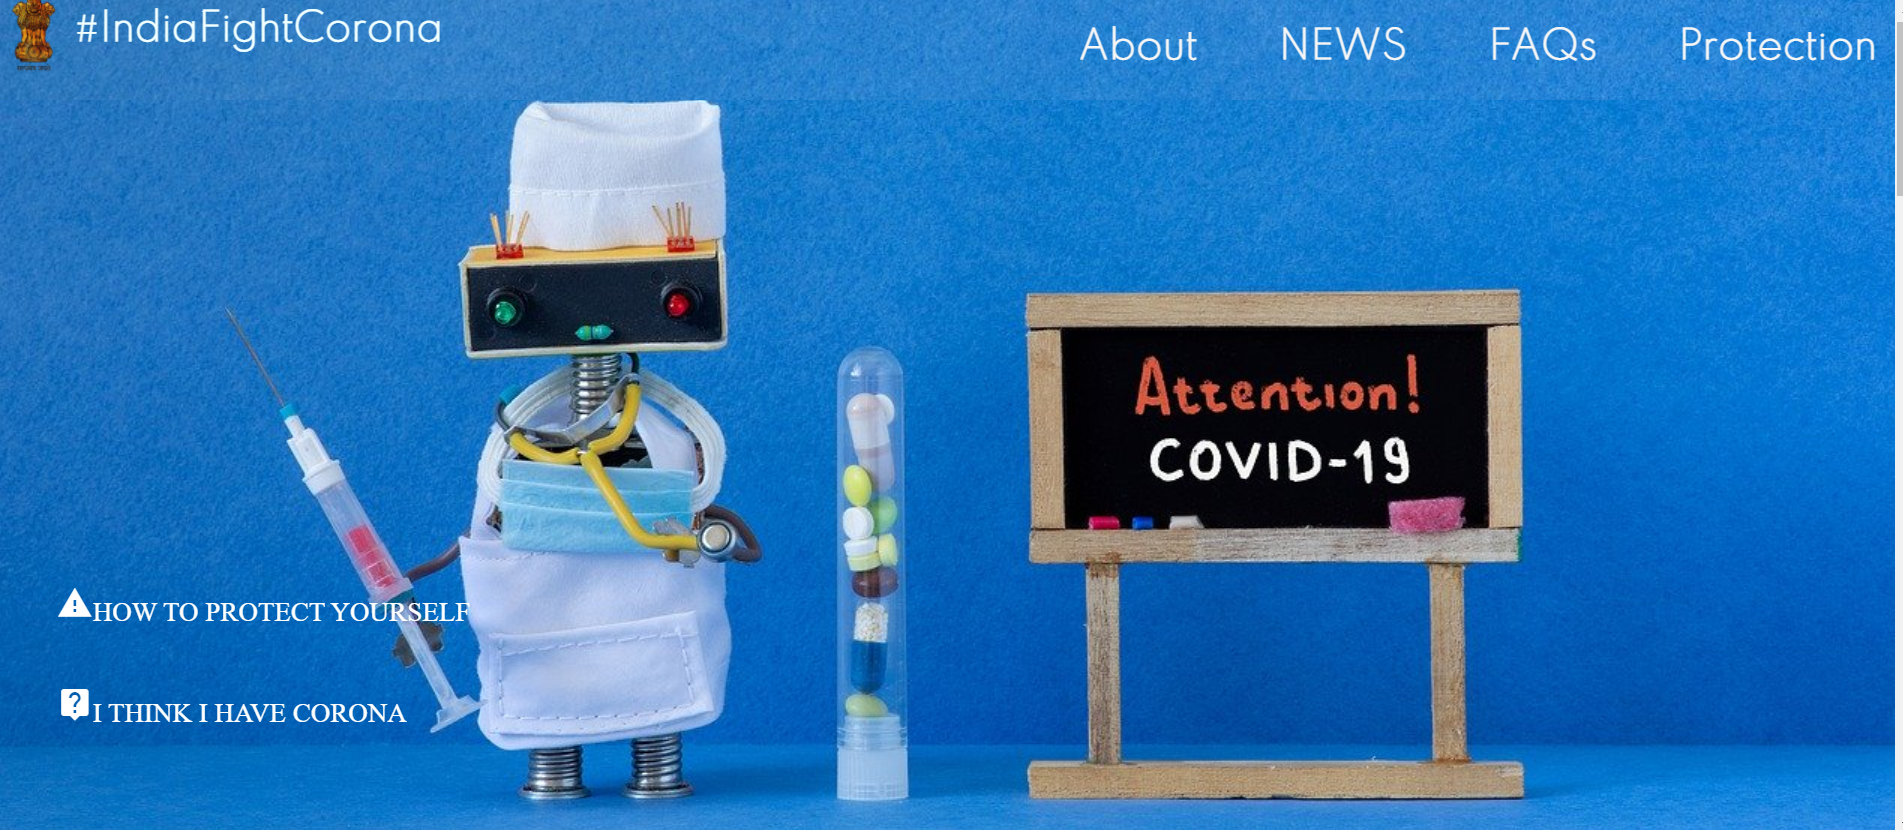 #IndiaFightCorona
About NEWS FAQs Protection
Attention!
COVID-19
HOW TO PROTECT YOURSELF
I THINK I HAVE CORONA